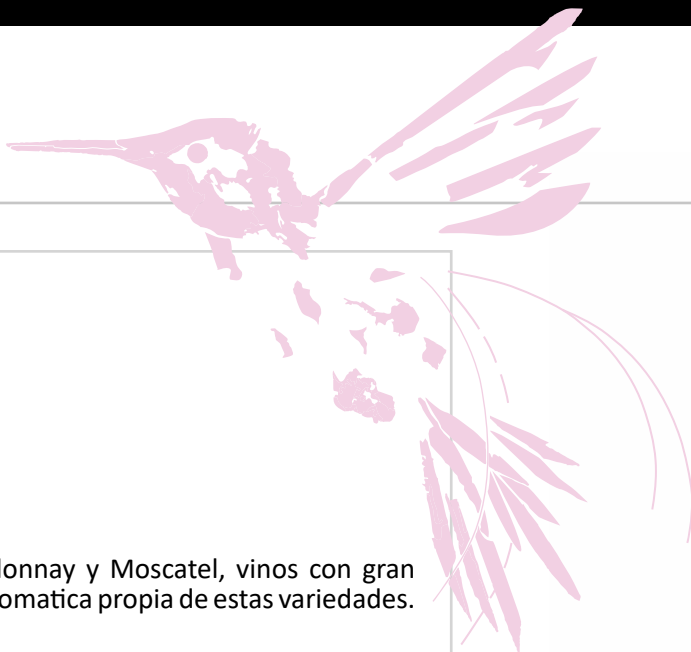 lonnay y Moscatel, vinos con gran
omatica propia de estas variedades.